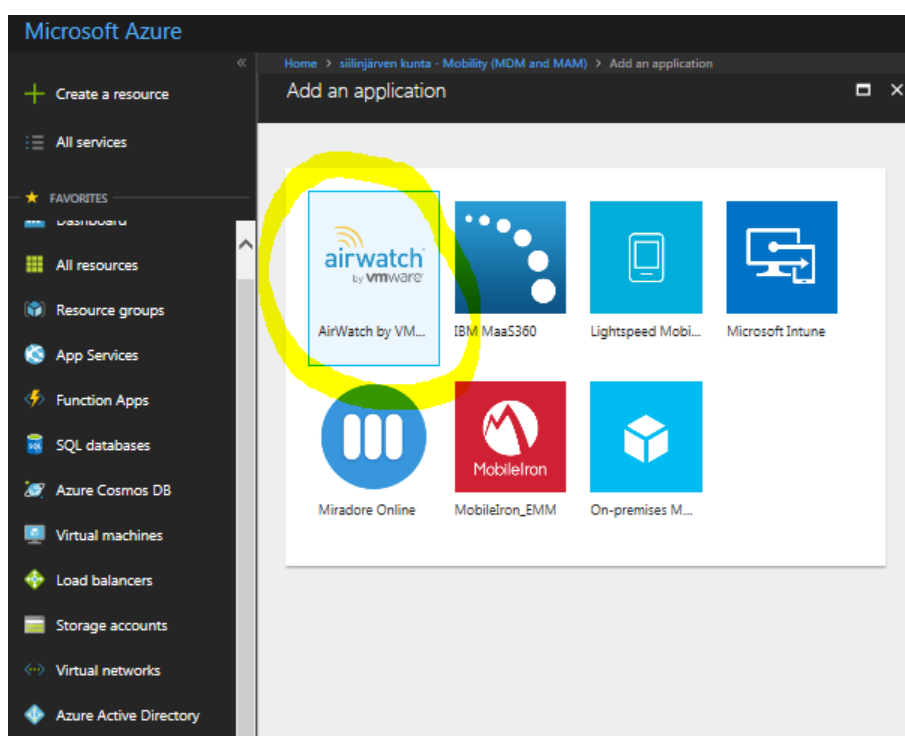 Microsoft Azure
«
Home > siilinjärven kunta - Mobility (MDM and MAM) > Add an application
Add an application
Create a resource
All services
FAVORITES
Dashboard
All resources
Resource groups
App Services
Function Apps
SQL databases
Azure Cosmos DB
Virtual machines
Load balancers
Storage accounts
Virtual networks
Azure Active Directory
airwatch
by vmware
AirWatch by VM...
IBM MaaS360
Lightspeed Mobi...
Microsoft Intune
Miradore Online
MobileIron
MobileIron_EMM
On-premises M...